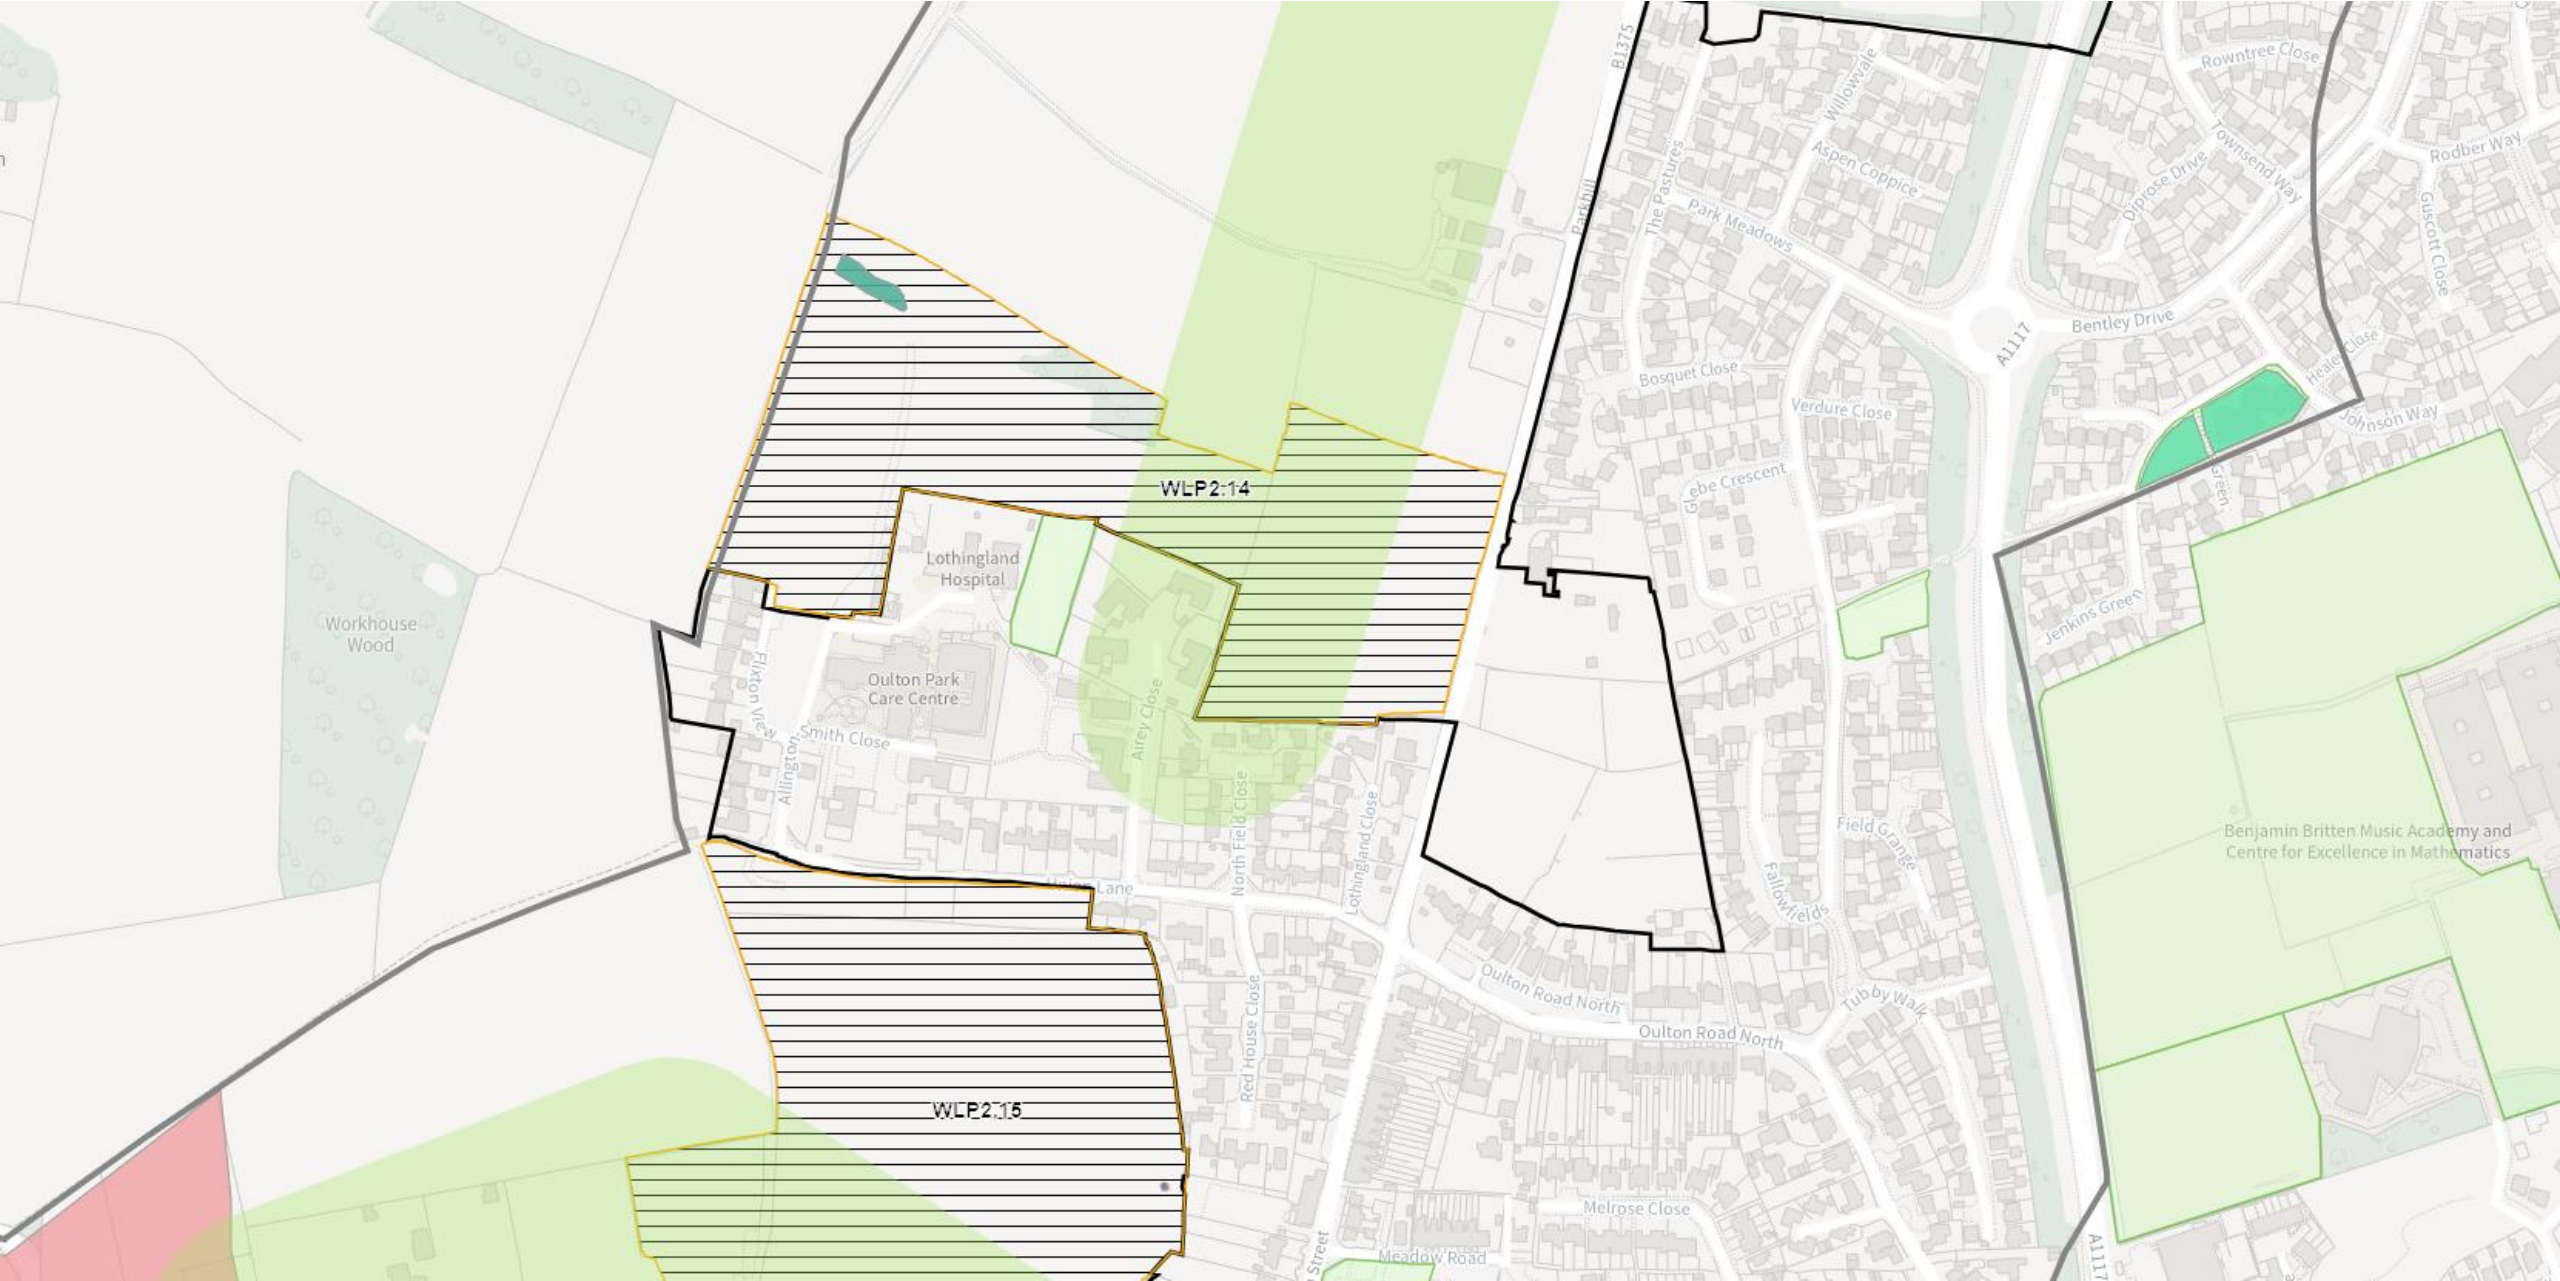 B1375
Parkhill
The Pastures
Willowvale
Aspen Coppice
Park Meadows
Rowntree Close
Townsend Way
Diprose Drive
Rodber Way
Guscott Close
Bentley Drive
A1117
Healey Close
Johnson Way
Green
Bosquet Close
Verdure Close
Glebe Crescent
WLP2.14
Lothingland
Hospital
Workhouse
Wood
Flixton View
Oulton Park
Care Centre
Smith Close
Allington
Airey Close
North Field Close
Lothingland Close
Lane
Jenkins Green
Field Grange
Fallowfields
Benjamin Britten Music Academy and
Centre for Excellence in Mathematics
Oulton Road North
Oulton Road North
Tubby Walk
Red House Close
WLP2.15
Melrose Close
Meadow Road
Street
A1117